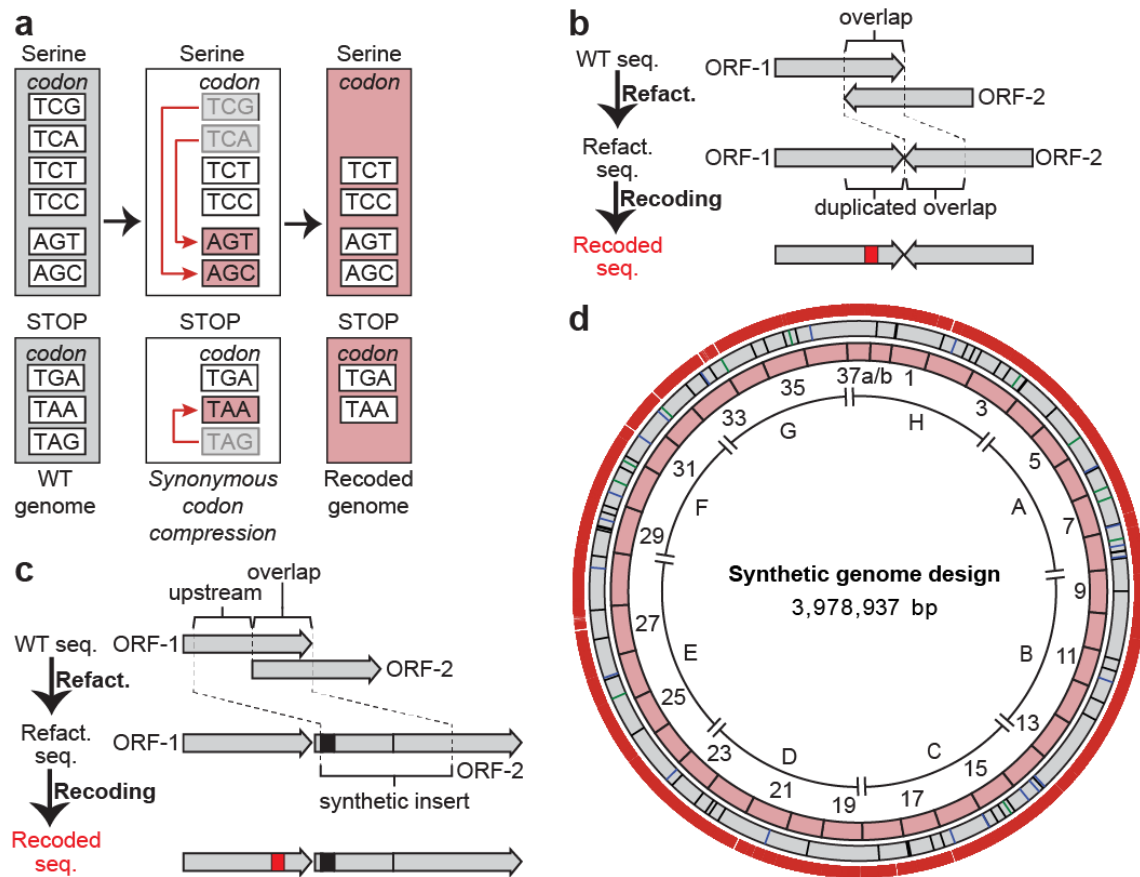 a
Serine
Serine
Serine
codon
codon
codon
TCG
TCG
TCA
TCA
TCT
TCT
TCT
TCC
TCC
TCC
AGT
AGT
AGT
AGC
AGC
AGC
STOP
STOP
STOP
codon
codon
codon
TGA
TGA
TGA
TAA
TAA
TAA
TAG
TAG
WT
genome
Synonymous
codon
compression
Recoded
genome
b
overlap
WT seq.
ORF-1
Refact.
ORF-2
Refact.
seq.
ORF-1
ORF-2
Recoding
duplicated overlap
Recoded
seq.
c
upstream
overlap
WT seq.
ORF-1
Refact.
ORF-2
Refact.
seq.
ORF-1
ORF-2
Recoding
synthetic insert
Recoded
seq.
d
37a/b
1
3
5
7
9
11
13
15
17
19
21
23
25
27
29
31
33
35
H
A
B
C
D
E
F
G
Synthetic genome design
3,978,937 bp